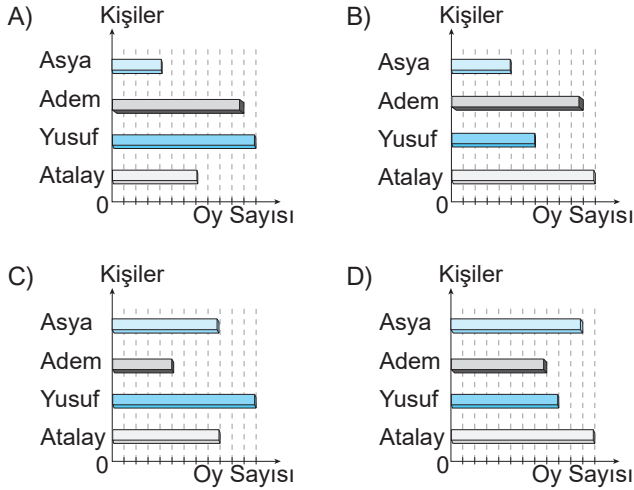 A) Kişiler
Asya
Adem
Yusuf
Atalay
0
Oy Sayısı
B) Kişiler
Asya
Adem
Yusuf
Atalay
0
Oy Sayısı
C) Kişiler
Asya
Adem
Yusuf
Atalay
0
Oy Sayısı
D) Kişiler
Asya
Adem
Yusuf
Atalay
0
Oy Sayısı